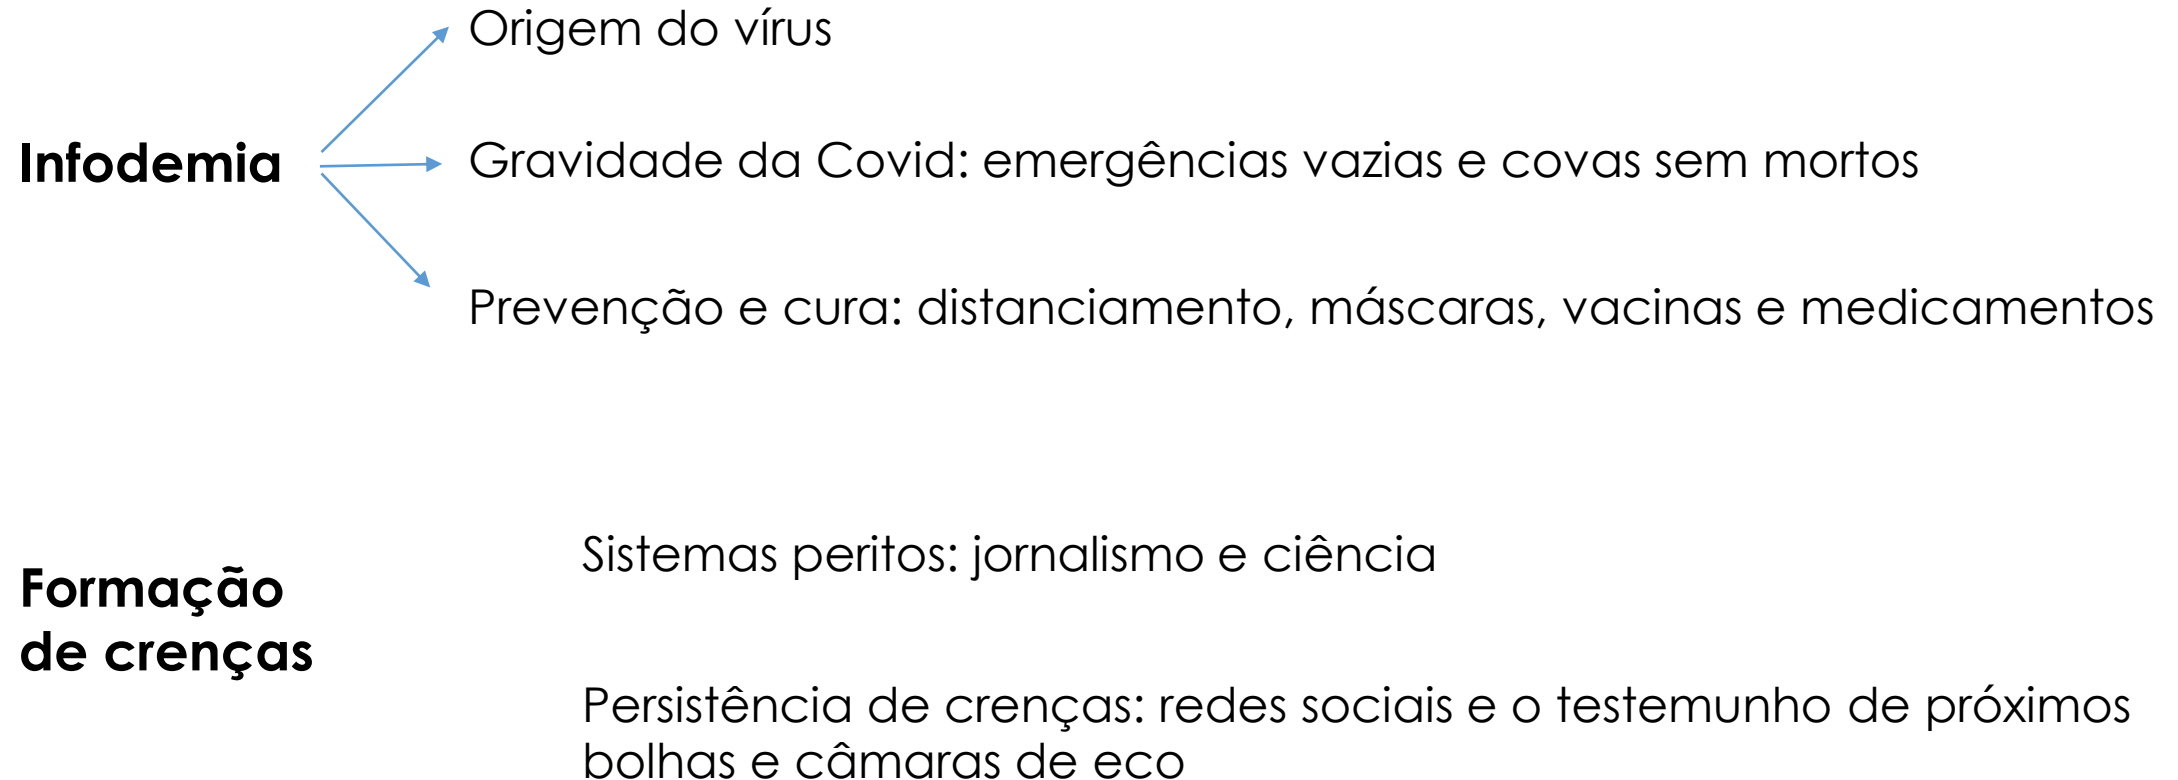 Origem do vírus
Infodemia
Gravidade da Covid: emergências vazias e covas sem mortos
Prevenção e cura: distanciamento, máscaras, vacinas e medicamentos
Formação
de crenças
Sistemas peritos: jornalismo e ciência
Persistência de crenças: redes sociais e o testemunho de próximos
bolhas e câmaras de eco